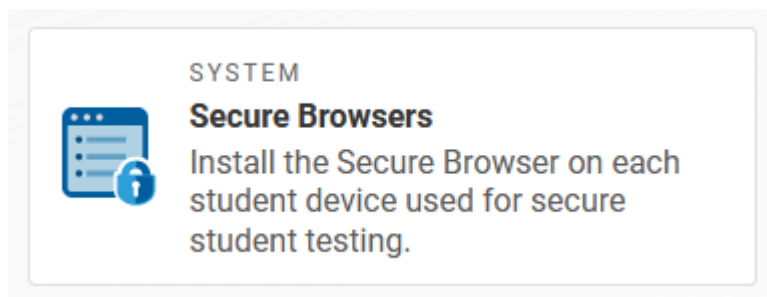 SYSTEM
Secure Browsers
Install the Secure Browser on each
student device used for secure
student testing.